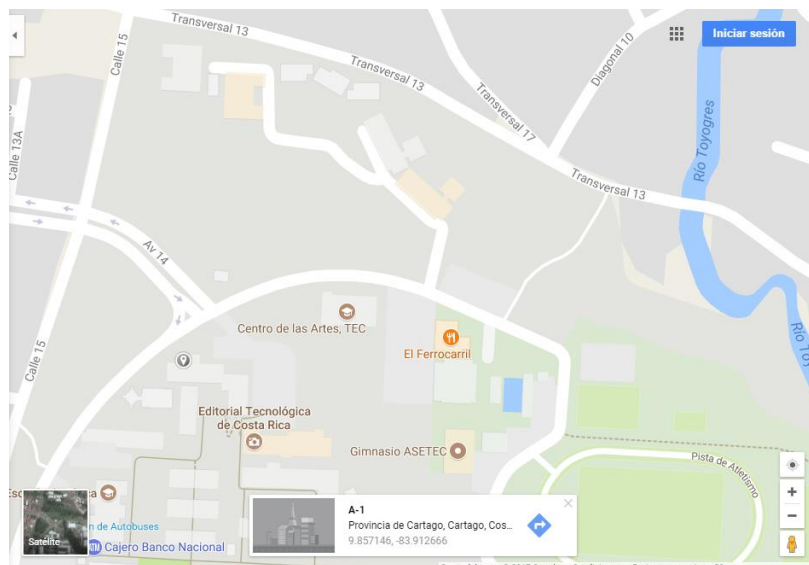 Transversal 13
Iniciar sesión
Calle 15
Diagonal 10
Transversal 13
Transversal 17
Río Toyogres
Calle 13A
Transversal 13
Av 14
Centro de las Artes, TEC
El Ferrocarril
Río To
Calle 15
Editorial Tecnológica
de Costa Rica
Gimnasio ASETEC
Pista de Atletismo
A-1
Provincia de Cartago, Cartago, Cos...
9.857146, -83.912666
de Autobuses
Satélite
Cajero Banco Nacional